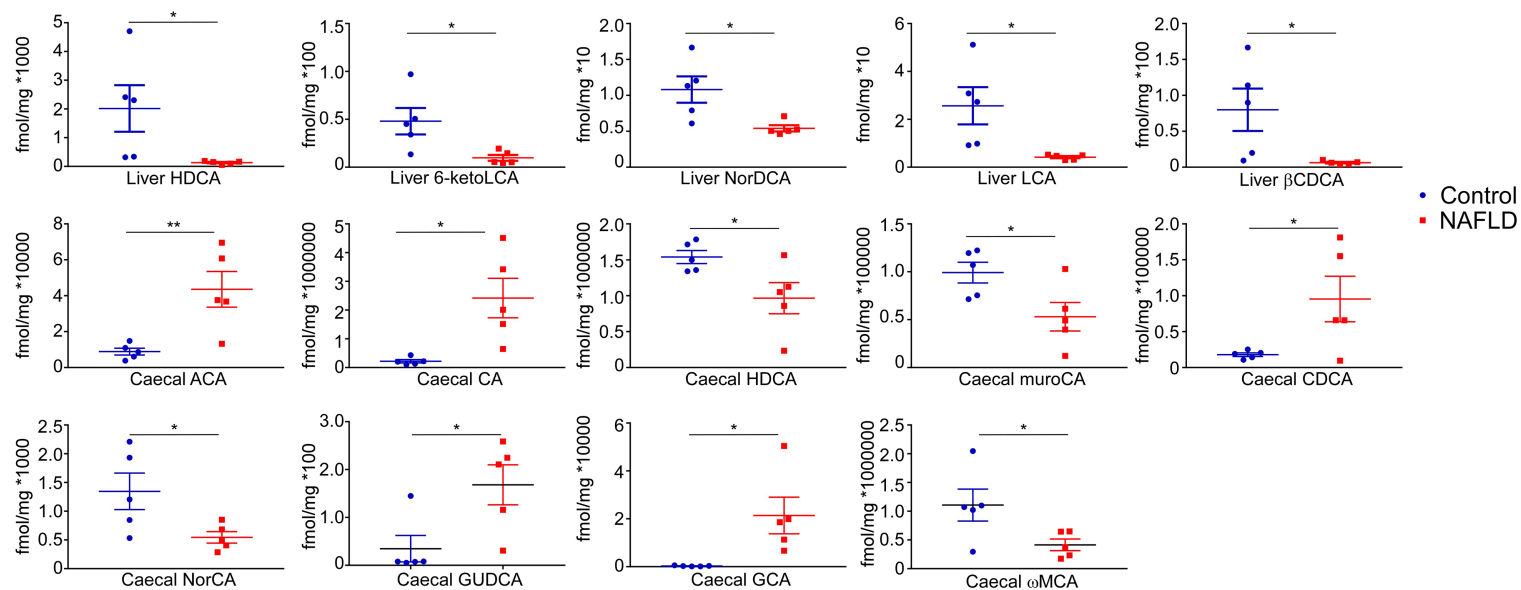 fmol/mg *1000
5
4
3
2
1
0
*
Liver HDCA
fmol/mg *100
1.5
1.0
0.5
0
*
Liver 6-ketoLCA
fmol/mg *10
2.0
1.5
1.0
0.5
0
*
Liver NorDCA
fmol/mg *10
6
4
2
0
*
Liver LCA
fmol/mg *100
2.0
1.5
1.0
0.5
0
*
Liver βCDCA
Control
NAFLD
fmol/mg *100000
8
6
4
2
0
**
Caecal ACA
fmol/mg *1000000
5
4
3
2
1
0
*
Caecal CA
fmol/mg *1000000
2.0
1.5
1.0
0.5
0
*
Caecal HDCA
fmol/mg *100000
1.5
1.0
0.5
0
*
Caecal muroCA
fmol/mg *100000
2.0
1.5
1.0
0.5
0
*
Caecal CDCA
fmol/mg *1000
2.5
2.0
1.5
1.0
0.5
0
*
Caecal NorCA
fmol/mg *100
3.0
2.0
1.0
0
*
Caecal GUDCA
fmol/mg *10000
6
4
2
0
*
Caecal GCA
fmol/mg *1000000
2.5
2.0
1.5
1.0
0.5
0
*
Caecal ωMCA